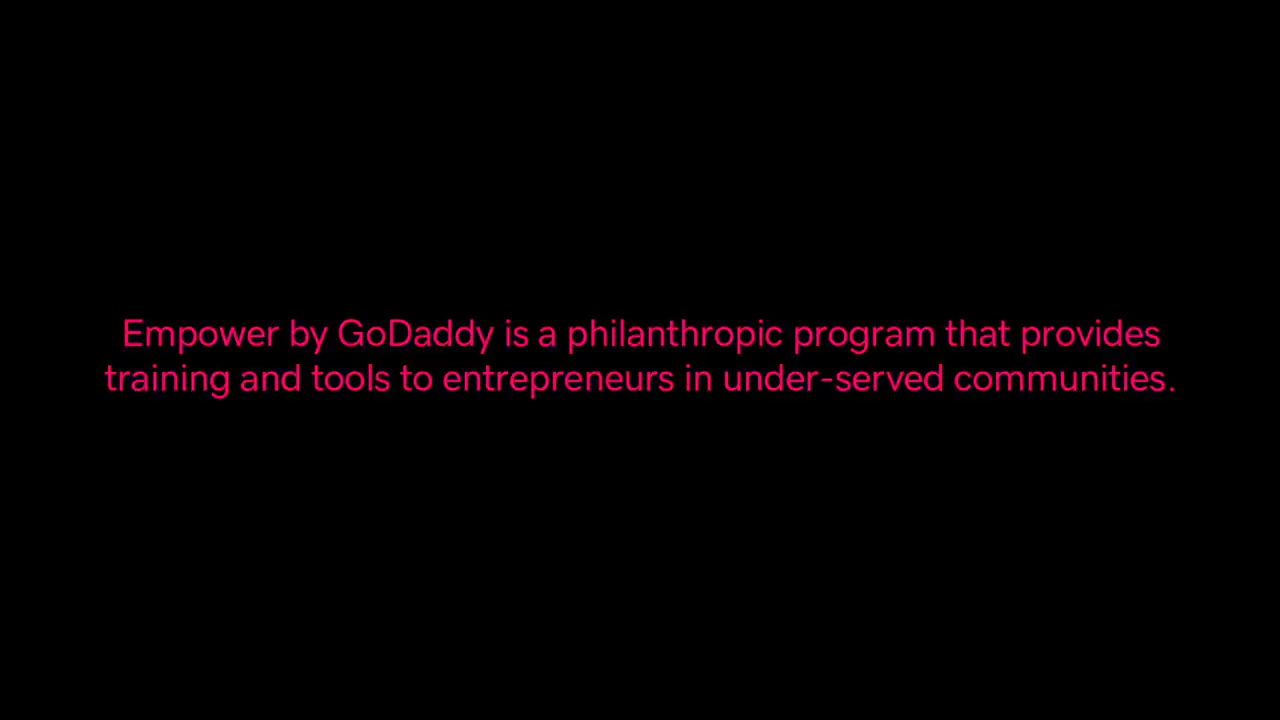 Empower by GoDaddy is a philanthropic program that provides
training and tools to entrepreneurs in under-served communities.